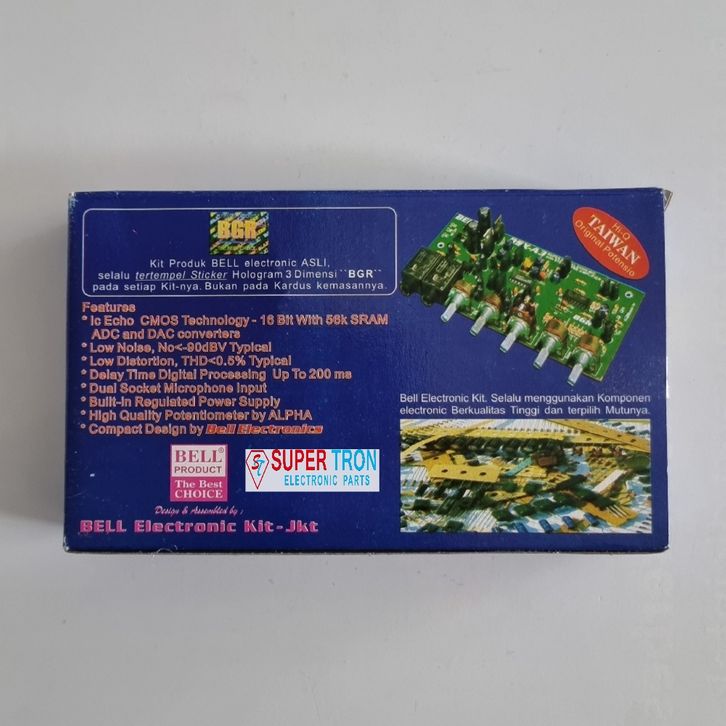 BGR
Kit Produk BELL electronic ASLI,
selalu tertempel Sticker Hologram 3 Dimensi ``BGR``
pada setiap Kit-nya. Bukan pada Kardus kemasannya.
Features
* Ic Echo CMOS Technology - 16 Bit With 56k SRAM
ADC and DAC converters
* Low Noise, No<-90dBV Typical
* Low Distortion, THD<0.5% Typical
* Delay Time Digital Processing Up To 200 ms
* Dual Socket Microphone Input
* Built-in Regulated Power Supply
* High Quality Potentiometer by ALPHA
* Compact Design by Bell Electronics
BELL®
PRODUCT
The Best
CHOICE
ST SUPER TRON
ELECTRONIC PARTS
Design & Assembled by ;
BELL Electronic Kit-Jkt
Hi-Q
TAIWAN
Original Potensio
Bell Electronic Kit. Selalu menggunakan Komponen
electronic Berkualitas Tinggi dan terpilih Mutunya.